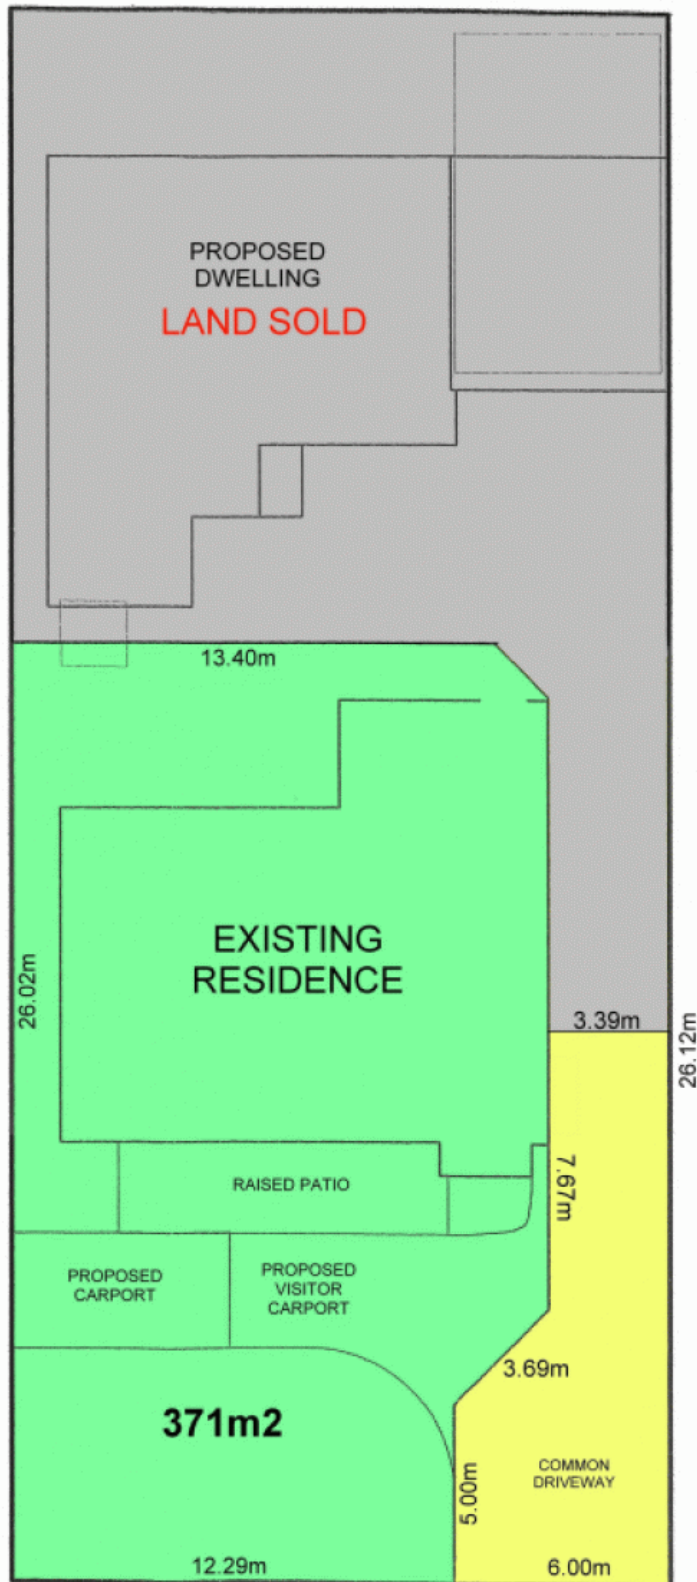 PROPOSED
DWELLING
LAND SOLD
13.40m
EXISTING
RESIDENCE
26.02m
3.39m
26.12m
7.67m
RAISED PATIO
PROPOSED
CARPORT
PROPOSED
VISITOR
CARPORT
3.69m
371m2
COMMON
DRIVEWAY
5.00m
12.29m
6.00m